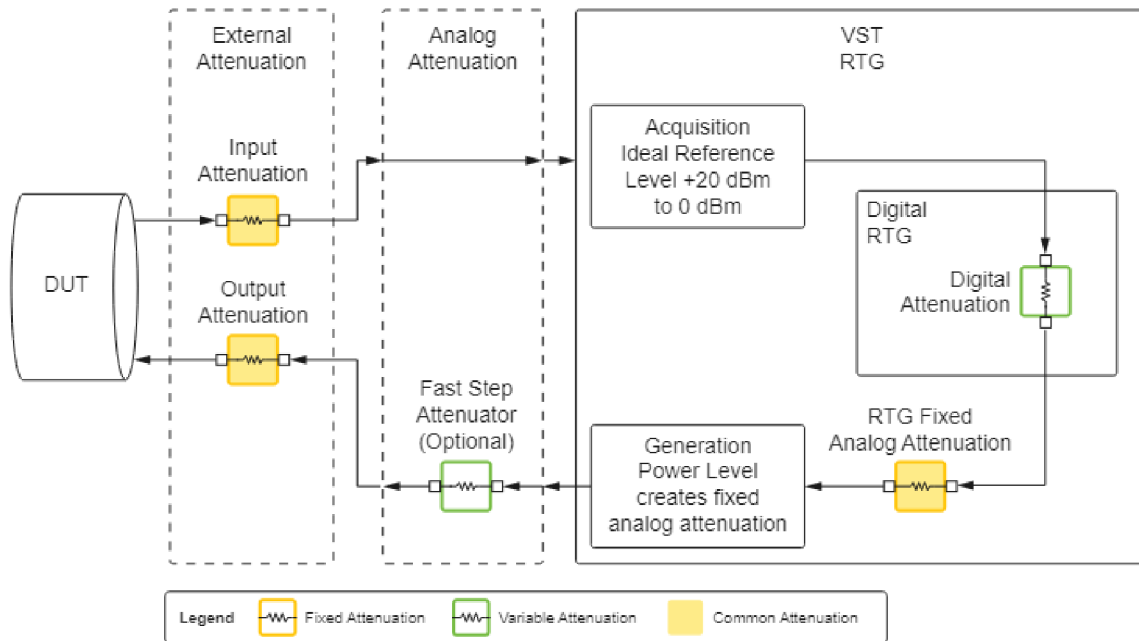 External
Attenuation
Analog
Attenuation
VST
RTG
Input
Attenuation
Acquisition
Ideal Reference
Level +20 dBm
to 0 dBm
Digital
RTG
DUT
Digital
Attenuation
Output
Attenuation
Fast Step
Attenuator
(Optional)
Generation
Power Level
creates fixed
analog attenuation
RTG Fixed
Analog Attenuation
Legend
Fixed Attenuation
Variable Attenuation
Common Attenuation